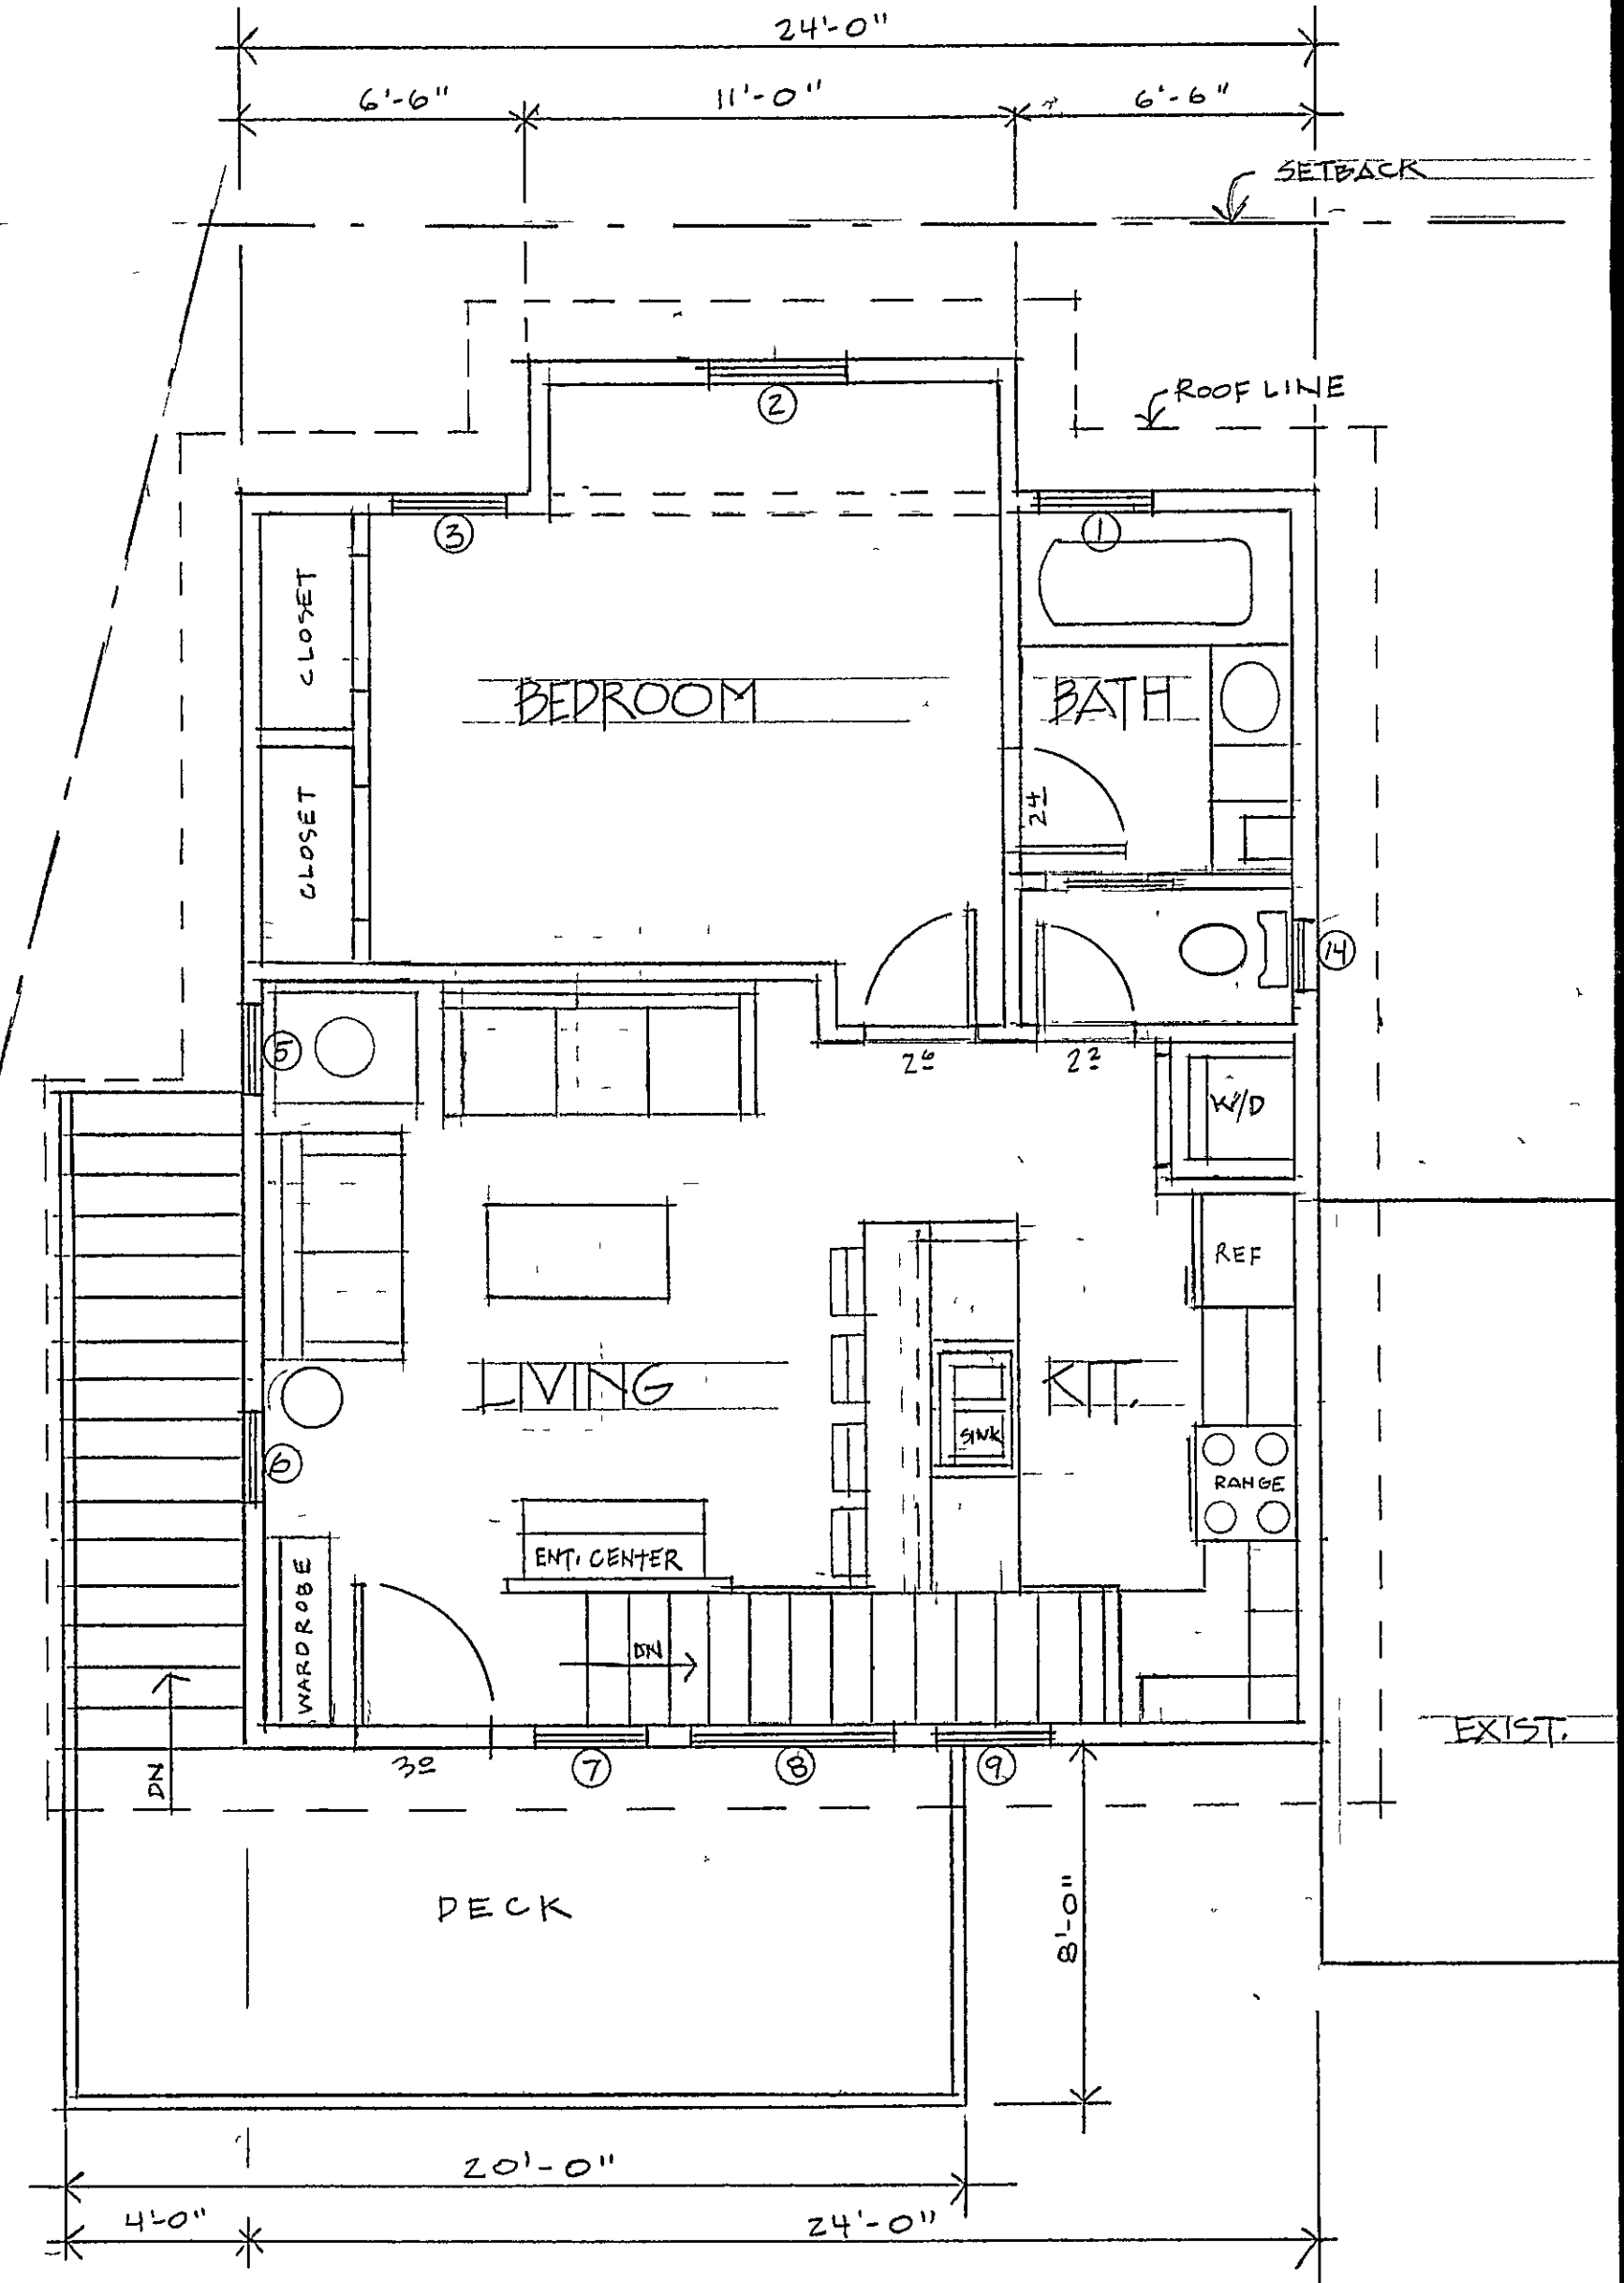 24'-0"
6'-6" 11'-0" 6'-6"
SETBACK
ROOF LINE
2
3
1
CLOSET
BEDROOM
BATH
24
CLOSET
14
5
26
22
W/D
REF
LIVING
KIT.
SINK
6
RANGE
ENT. CENTER
WARDROBE
DN
EXIST.
DN
30
7
8
9
DECK
8'-0"
20'-0"
4'-0"
24'-0"